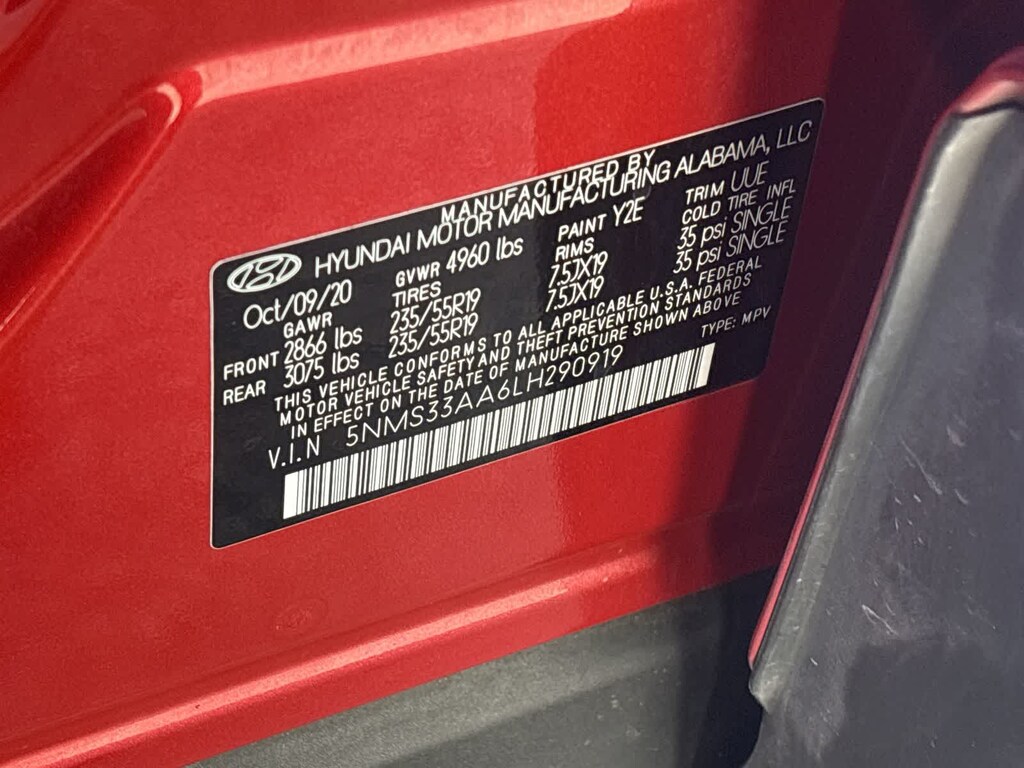 MANUFACTURED BY
HYUNDAI MOTOR MANUFACTURING ALABAMA, LLC
Oct/09/20 GVWR 4960 lbs PAINT Y2E TRIM UUE
GAWR TIRES RIMS COLD TIRE INFL
FRONT 2866 lbs 235/55R19 7.5JX19 35 psi SINGLE
REAR 3075 lbs 235/55R19 7.5JX19 35 psi SINGLE
THIS VEHICLE CONFORMS TO ALL APPLICABLE U.S.A. FEDERAL
MOTOR VEHICLE SAFETY AND THEFT PREVENTION STANDARDS
IN EFFECT ON THE DATE OF MANUFACTURE SHOWN ABOVE
V.I.N 5NMS33AA6LH290919 TYPE: MPV